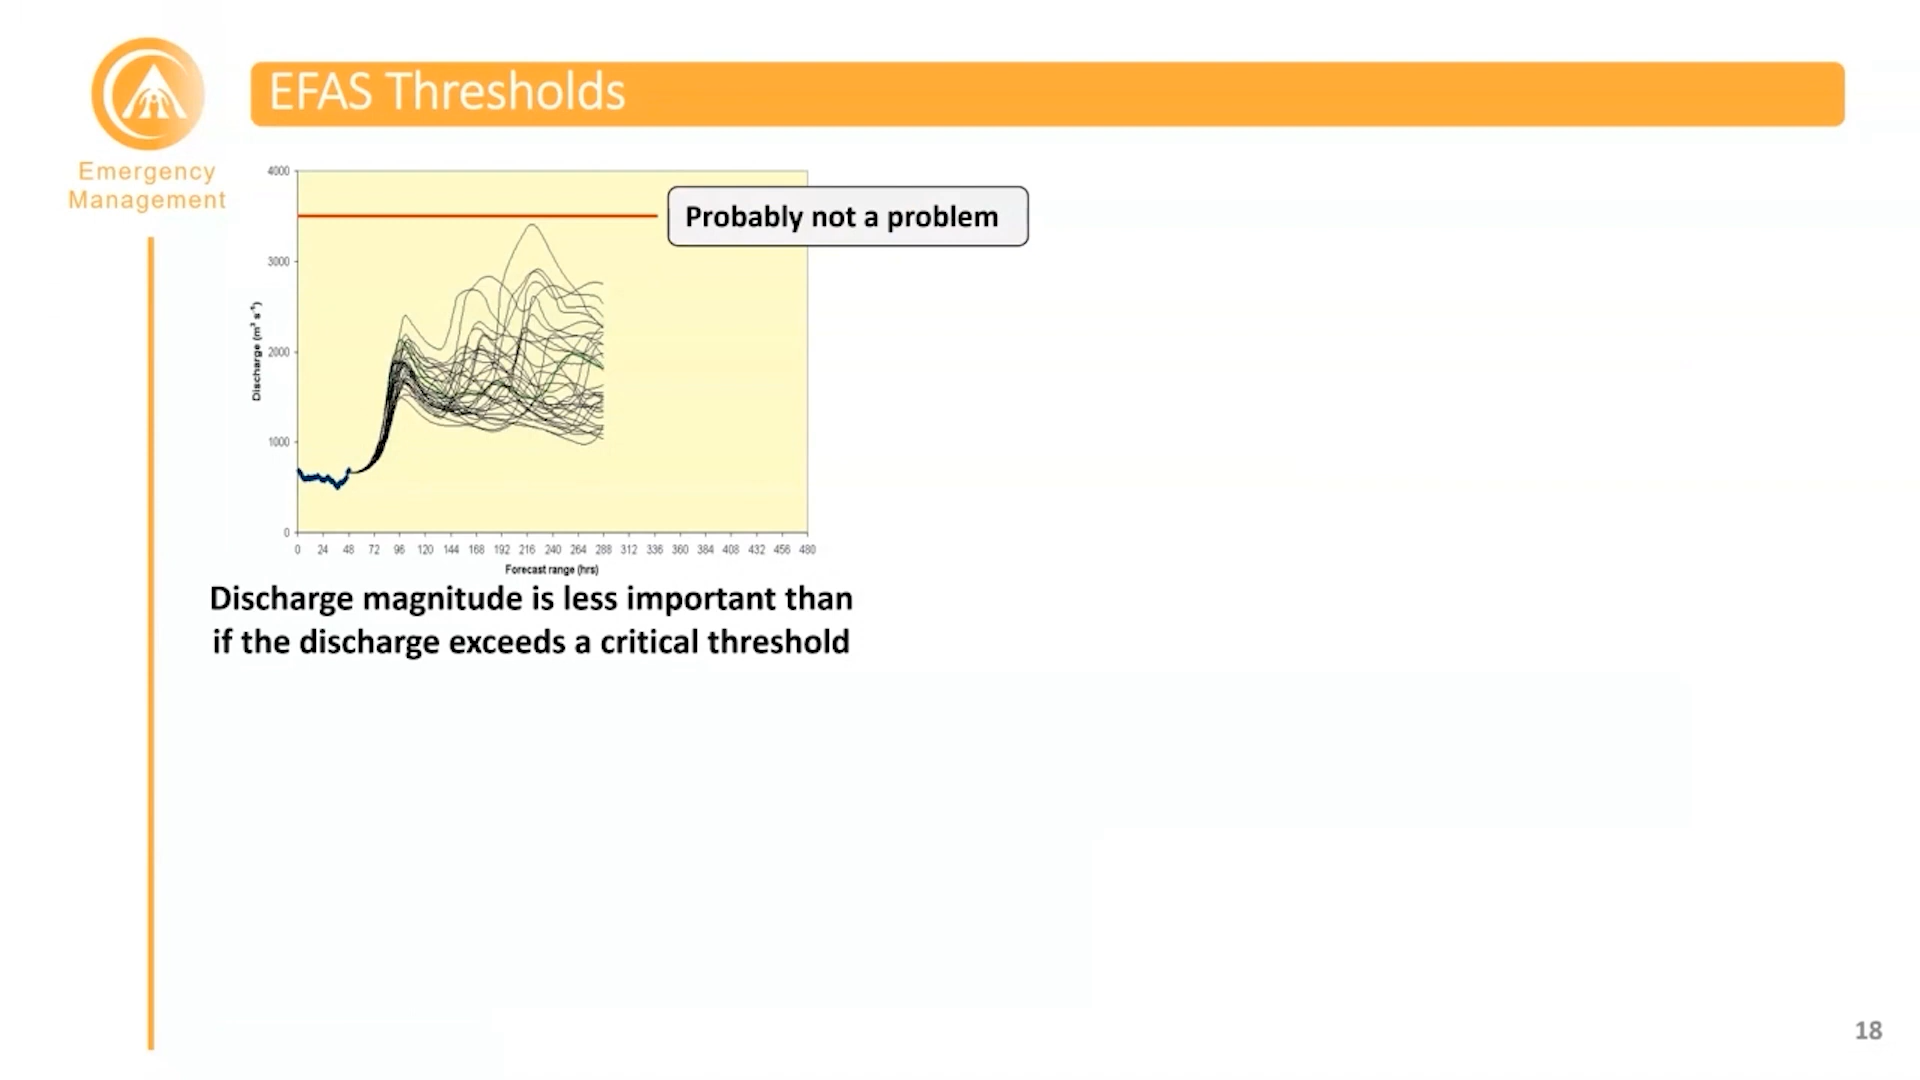 EFAS Thresholds
Emergency
Management
4000
3000
2000
1000
0
Discharge (m³ s⁻¹)
Probably not a problem
0 24 48 72 96 120 144 168 192 216 240 264 288 312 336 360 384 408 432 456 480
Forecast range (hrs)
Discharge magnitude is less important than
if the discharge exceeds a critical threshold
18